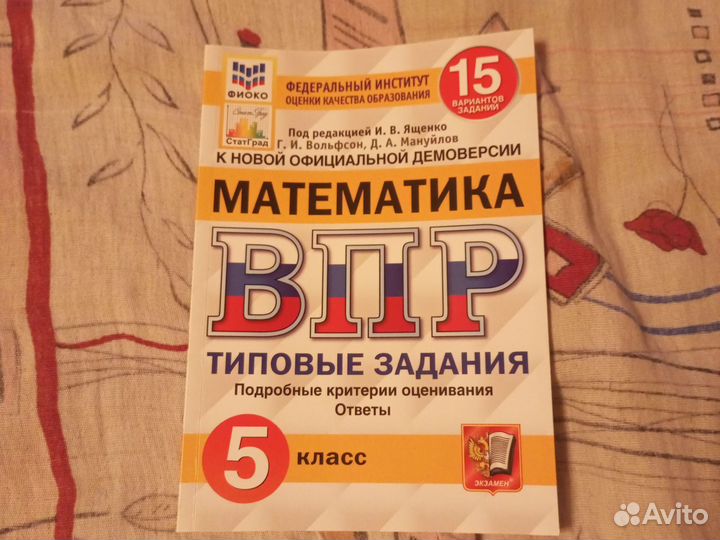 ФИОКО
ФЕДЕРАЛЬНЫЙ ИНСТИТУТ
ОЦЕНКИ КАЧЕСТВА ОБРАЗОВАНИЯ
15
ВАРИАНТОВ
ЗАДАНИЙ
СтатГрад
СтатГрад
Под редакцией И. В. Ященко
Г. И. Вольфсон, Д. А. Мануйлов
К НОВОЙ ОФИЦИАЛЬНОЙ ДЕМОВЕРСИИ
МАТЕМАТИКА
ВПР
ТИПОВЫЕ ЗАДАНИЯ
Подробные критерии оценивания
Ответы
5 класс
ЭКЗАМЕН
Avito